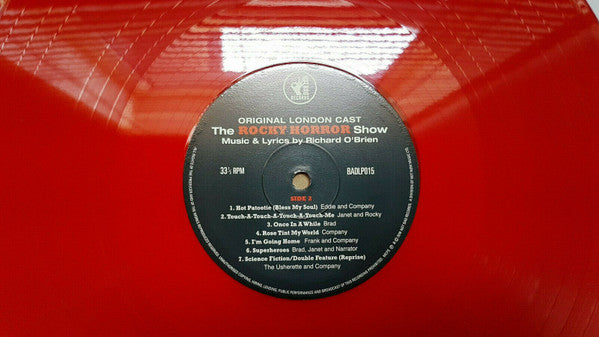 ORIGINAL LONDON CAST
The ROCKY HORROR Show
Music & Lyrics by Richard O'Brien
33⅓ RPM
BADLP015
SIDE 2
1. Hot Patootie (Bless My Soul) Eddie and Company
2. Touch-A-Touch-A-Touch-A-Touch-Me Janet and Rocky
3. Once In A While Brad
4. Rose Tint My World Company
5. I'm Going Home Frank and Company
6. Superheroes Brad, Janet and Narrator
7. Science Fiction/Double Feature (Reprise)
The Usherette and Company